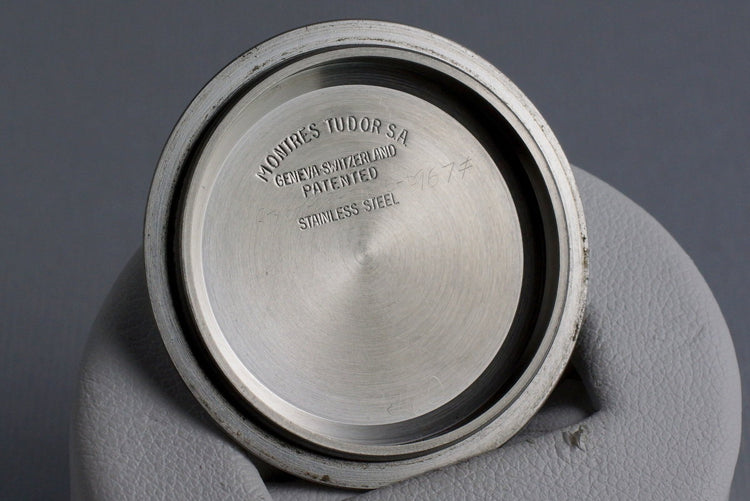 MONTRES TUDOR S.A
GENEVA-SWITZERLAND
PATENTED
STAINLESS STEEL